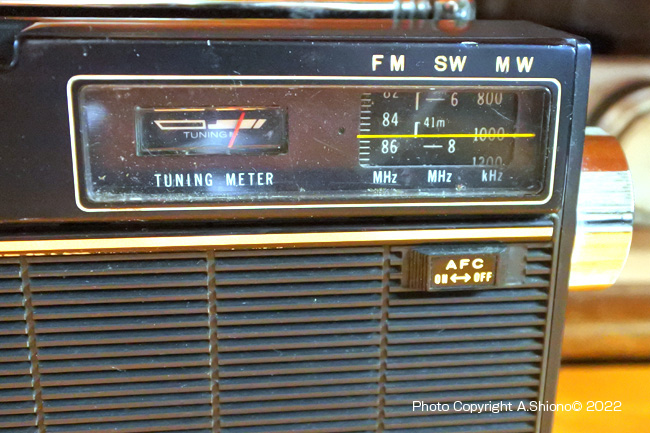 FM SW MW
82 6 800
84 41m
1000
86 8
1200
TUNING
TUNING METER MHz MHz kHz
AFC
ON↔OFF
Photo Copyright A.Shiono© 2022